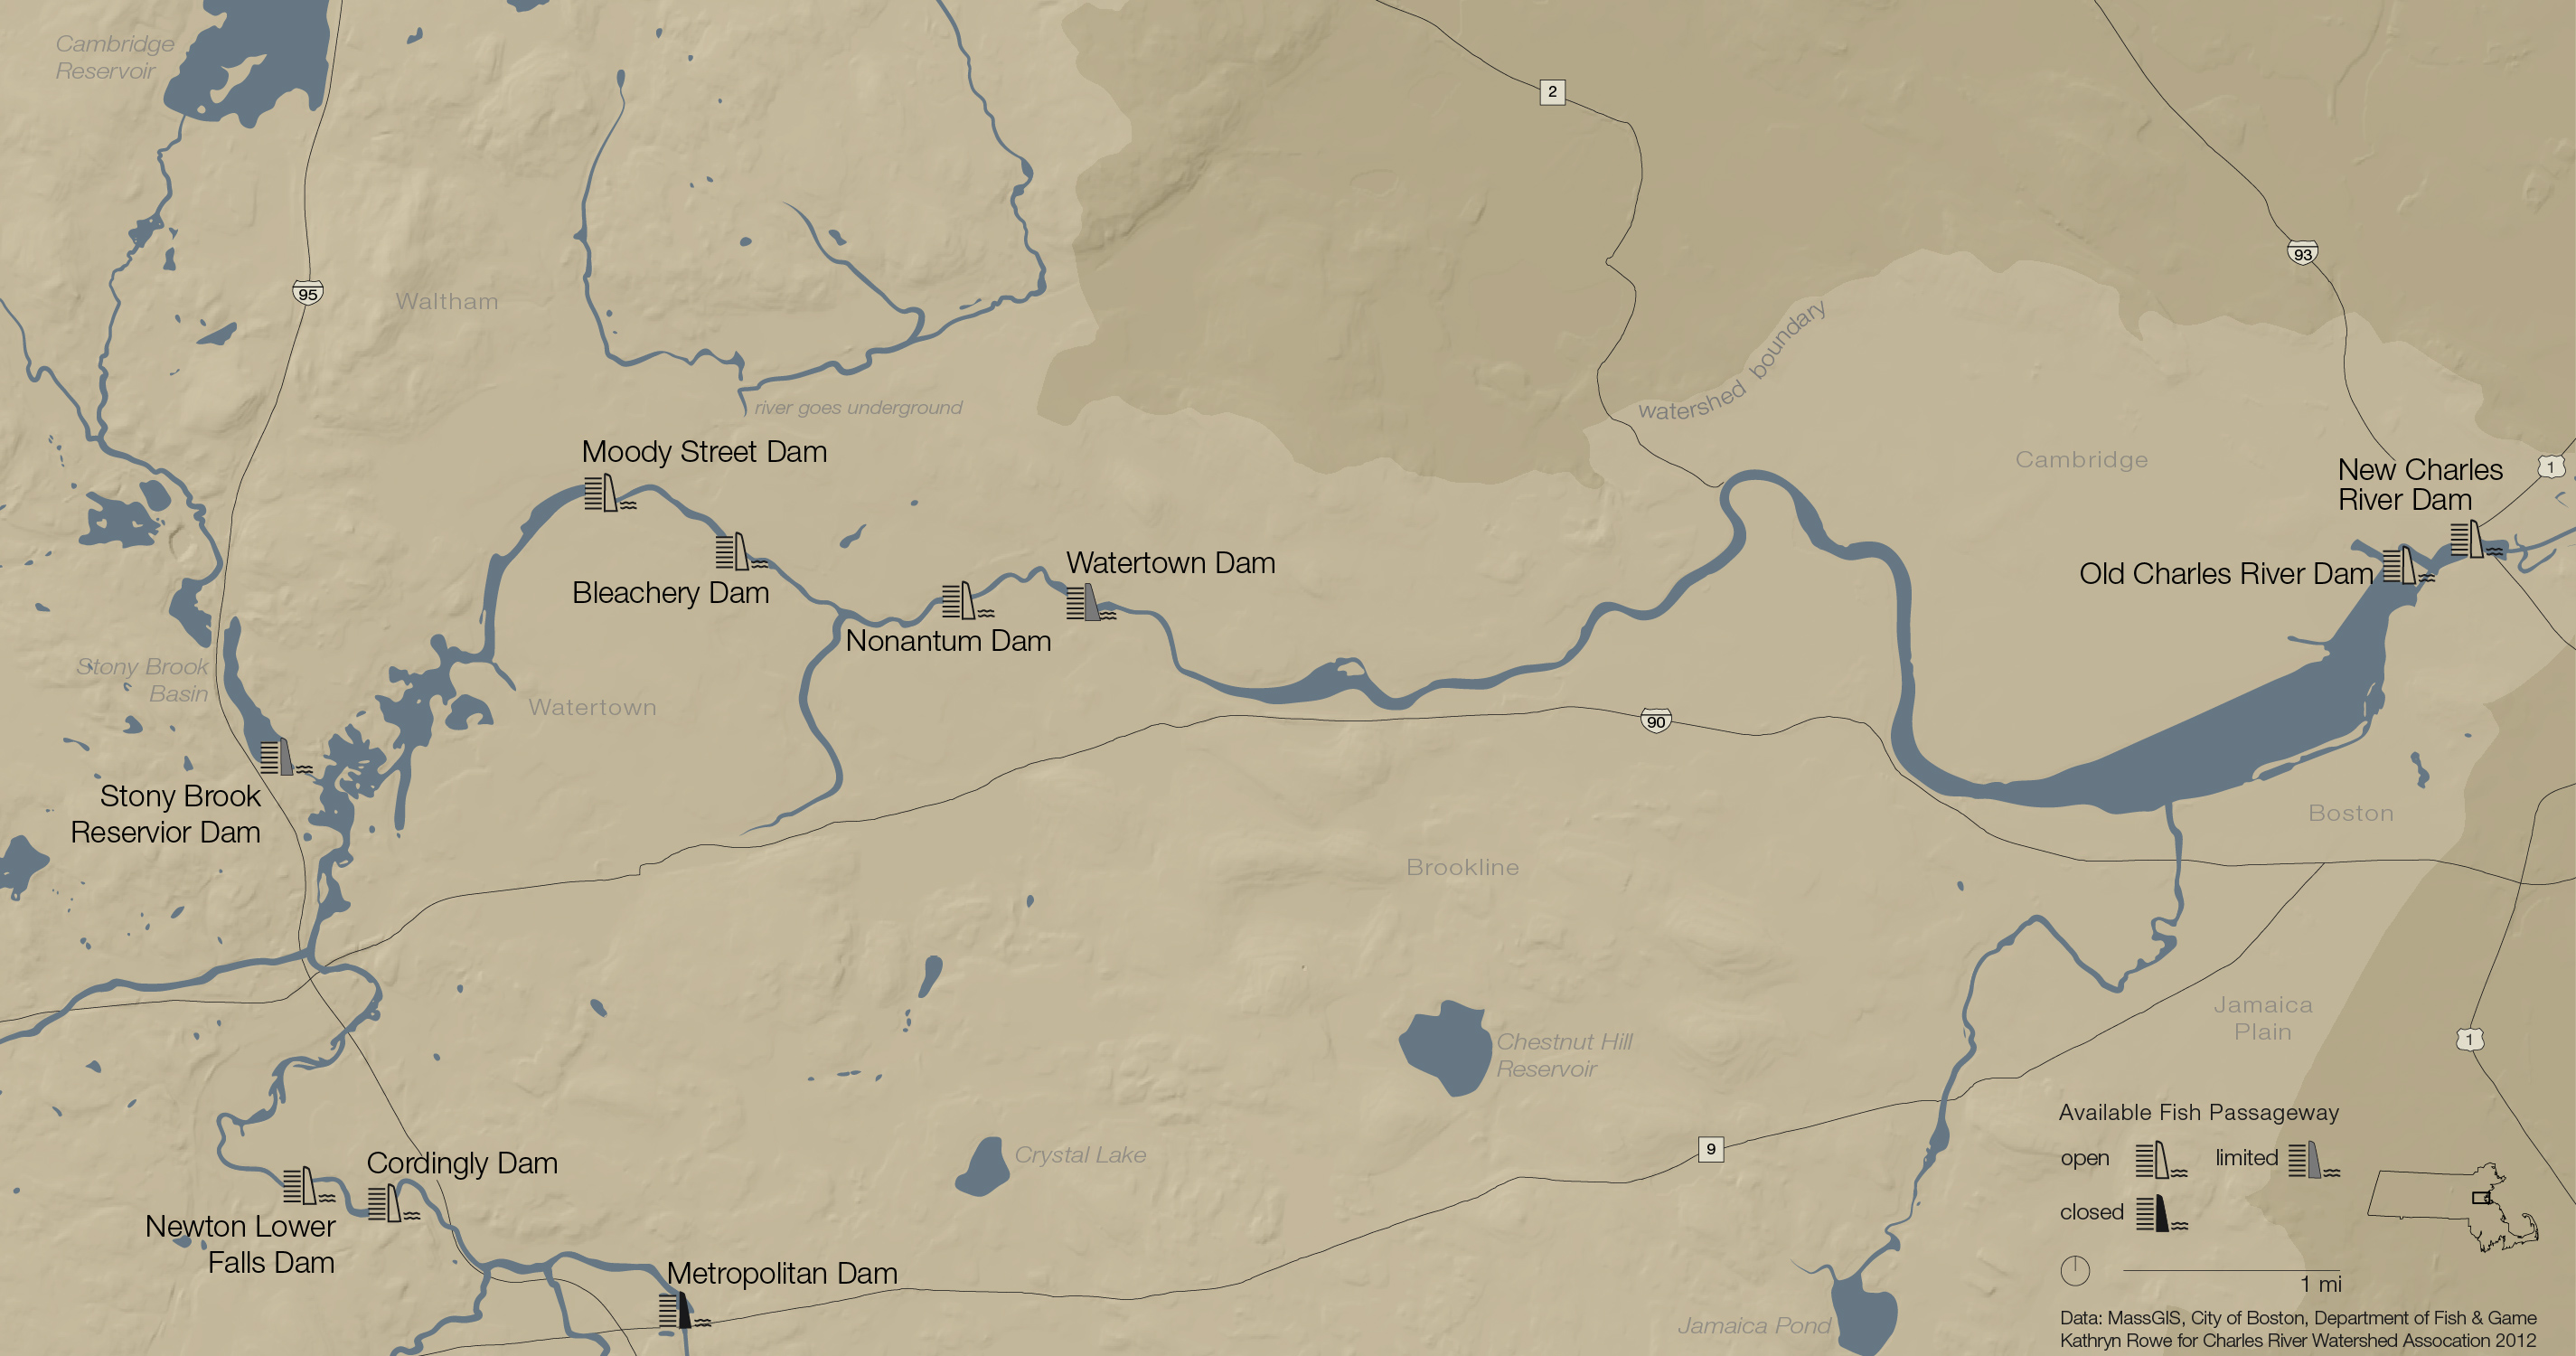 Cambridge
Reservoir
2
93
95
Waltham
watershed boundary
river goes underground
Moody Street Dam
Cambridge
New Charles
River Dam
1
Watertown Dam
Old Charles River Dam
Bleachery Dam
Nonantum Dam
Stony Brook
Basin
Watertown
90
Stony Brook
Reservior Dam
Boston
Brookline
Jamaica
Plain
Chestnut Hill
Reservoir
1
Available Fish Passageway
open
limited
closed
9
Crystal Lake
Cordingly Dam
Newton Lower
Falls Dam
Metropolitan Dam
1 mi
Jamaica Pond
Data: MassGIS, City of Boston, Department of Fish & Game
Kathryn Rowe for Charles River Watershed Assocation 2012